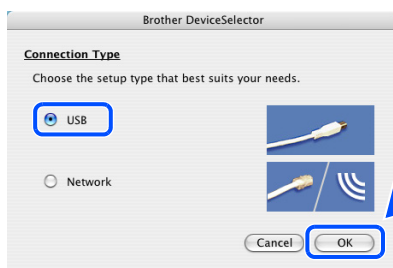 Brother DeviceSelector
Connection Type
Choose the setup type that best suits your needs.
USB
Network
Cancel OK